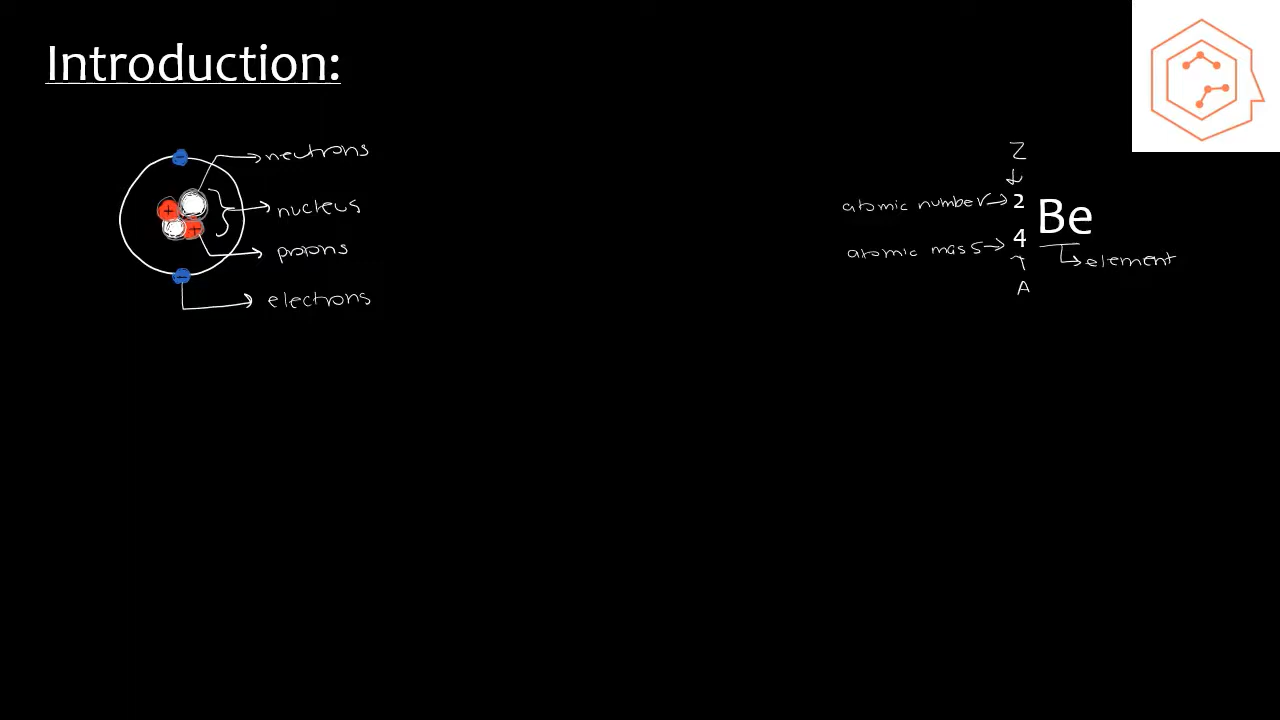 Introduction:
neutrons
nucleus
protons
electrons
+
+
-
-
Z
atomic number 2
Be
atomic mass 4
element
A